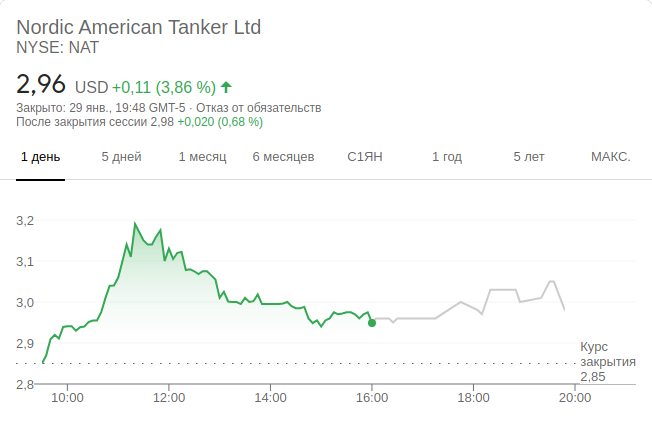 Nordic American Tanker Ltd
NYSE: NAT
2,96 USD +0,11 (3,86 %)
Закрыто: 29 янв., 19:48 GMT-5 · Отказ от обязательств
После закрытия сессии 2,98 +0,020 (0,68 %)
1 день 5 дней 1 месяц 6 месяцев С1ЯН 1 год 5 лет МАКС.
3,2
3,1
3,0
2,9
Курс
закрытия
2,85
2,8
10:00 12:00 14:00 16:00 18:00 20:00